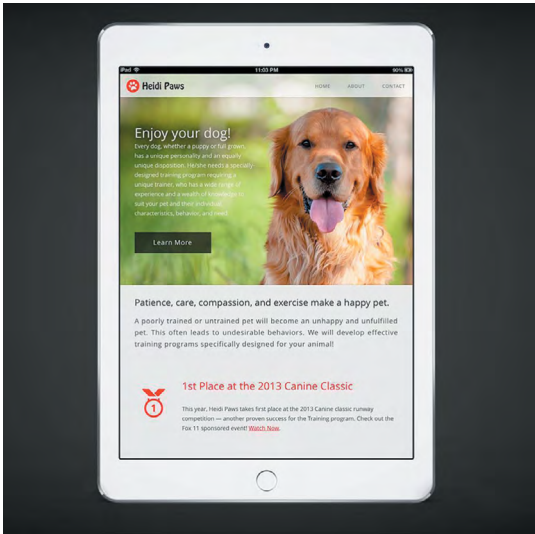 iPad 11:03 PM 90%
Heidi Paws HOME ABOUT CONTACT
Enjoy your dog!
Every dog, whether a puppy or full grown,
has a unique personality and an equally
unique disposition. He/she needs a specially
designed training program requiring a
unique trainer, who has a wide range of
experience and a wealth of knowledge to
suit your pet and their individual
characteristics, behavior, and need.
Learn More
Patience, care, compassion, and exercise make a happy pet.
A poorly trained or untrained pet will become an unhappy and unfulfilled
pet. This often leads to undesirable behaviors. We will develop effective
training programs specifically designed for your animal!
1
1st Place at the 2013 Canine Classic
This year, Heidi Paws takes first place at the 2013 Canine classic runway
competition — another proven success for the Training program. Check out the
Fox 11 sponsored event! Watch Now.